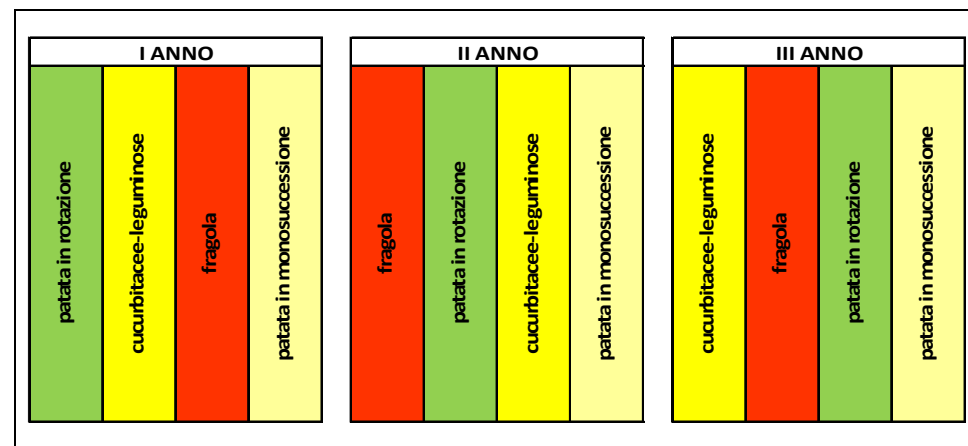 I ANNO
patata in rotazione
cucurbitacee-leguminose
fragola
patata in monosuccessione
II ANNO
fragola
patata in rotazione
cucurbitacee-leguminose
patata in monosuccessione
III ANNO
cucurbitacee-leguminose
fragola
patata in rotazione
patata in monosuccessione